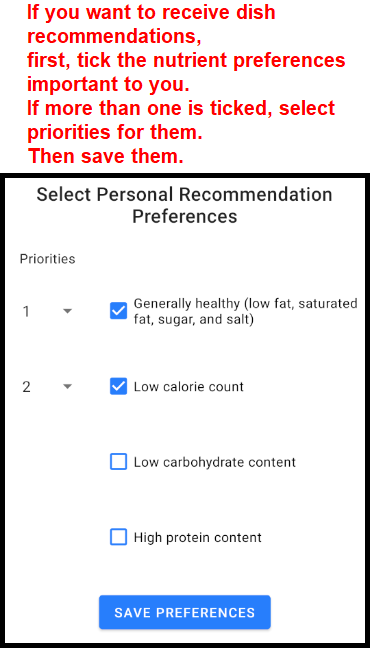 If you want to receive dish
recommendations,
first, tick the nutrient preferences
important to you.
If more than one is ticked, select
priorities for them.
Then save them.
Select Personal Recommendation
Preferences
Priorities
1
Generally healthy (low fat, saturated
fat, sugar, and salt)
2
Low calorie count
Low carbohydrate content
High protein content
SAVE PREFERENCES